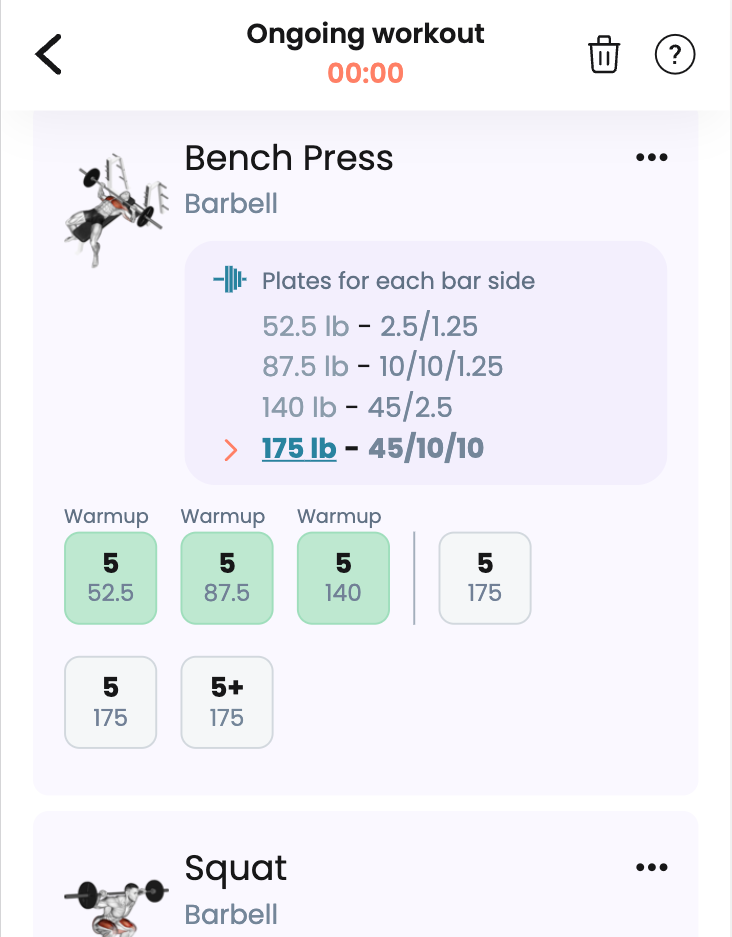 Ongoing workout
00:00
?
Bench Press
Barbell
Plates for each bar side
52.5 lb - 2.5/1.25
87.5 lb - 10/10/1.25
140 lb - 45/2.5
175 lb - 45/10/10
Warmup Warmup Warmup
5 5 5 5
52.5 87.5 140 175
5 5+
175 175
Squat
Barbell